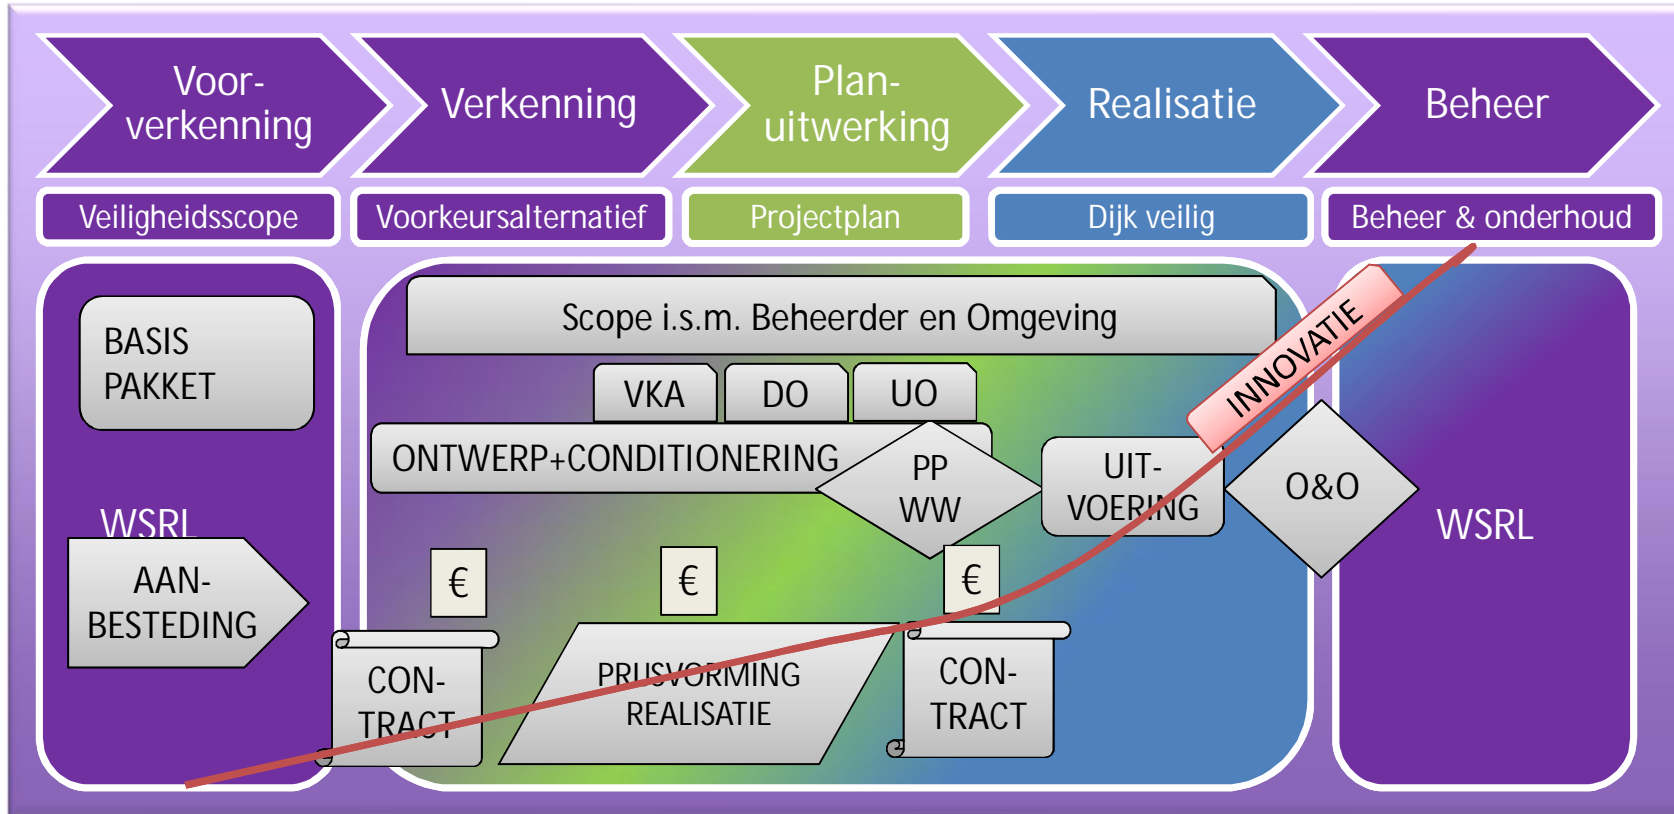 Voor-
verkenning
Verkenning
Plan-
uitwerking
Realisatie
Beheer
Veiligheidsscope
Voorkeursalternatief
Projectplan
Dijk veilig
Beheer & onderhoud
BASIS
PAKKET
WSRL
AAN-
BESTEDING
Scope i.s.m. Beheerder en Omgeving
VKA
DO
UO
ONTWERP+CONDITIONERING
PP
WW
UIT-
VOERING
INNOVATIE
O&O
WSRL
€
€
€
CON-
TRACT
PRIJSVORMING
REALISATIE
CON-
TRACT